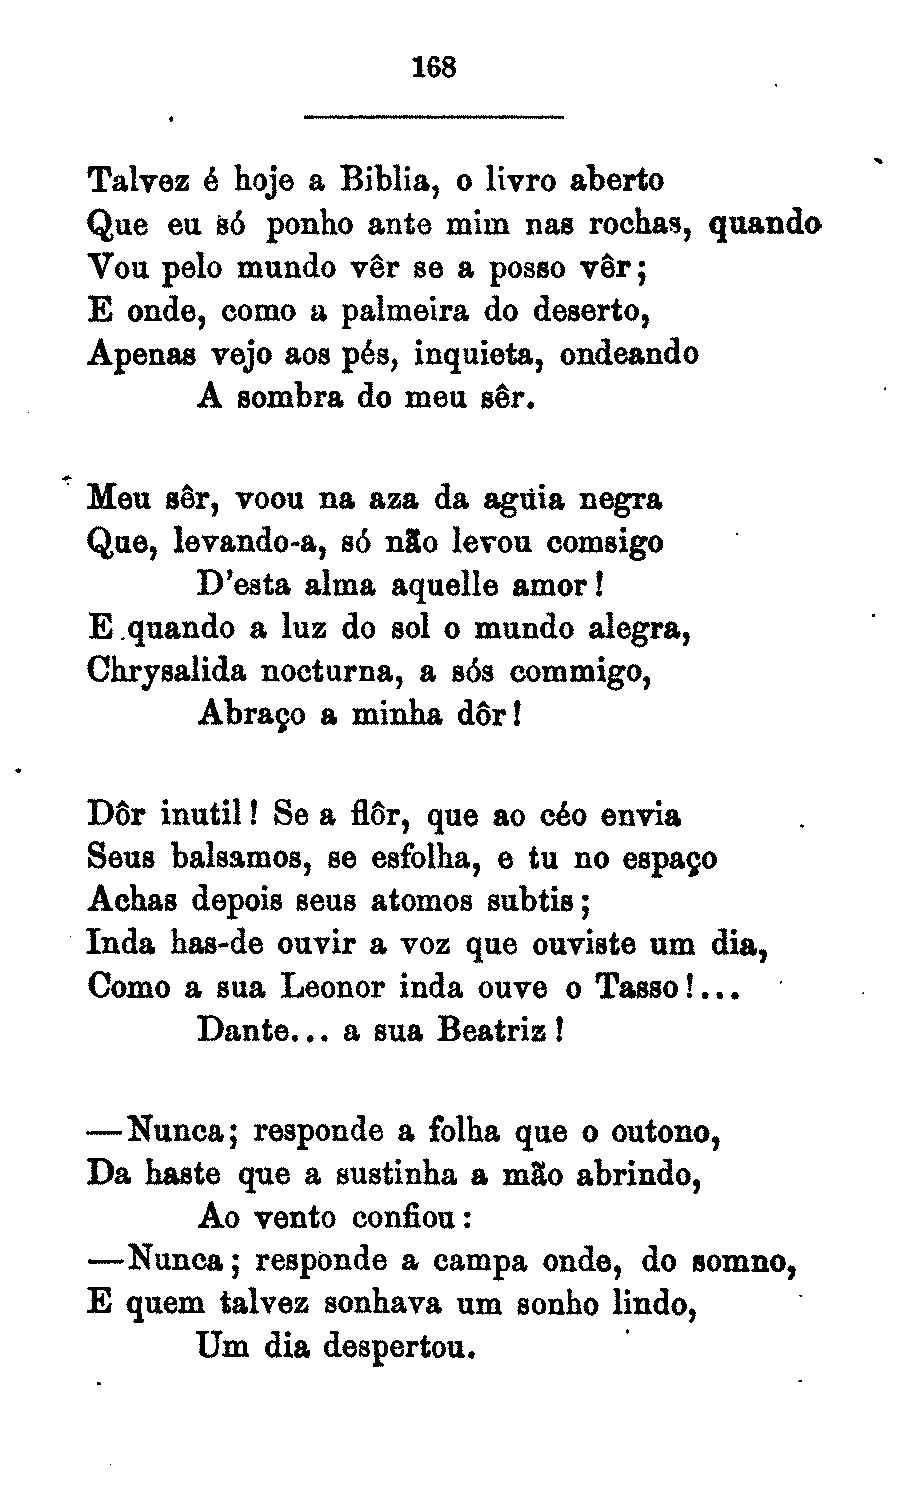 168
Talvez é hoje a Biblia, o livro aberto
Que eu só ponho ante mim nas rochas, quando
Vou pelo mundo vêr se a posso vêr;
E onde, como a palmeira do deserto,
Apenas vejo aos pés, inquieta, ondeando
A sombra do meu sêr.
Meu sêr, voou na aza da aguia negra
Que, levando-a, só não levou comsigo
D'esta alma aquelle amor!
E quando a luz do sol o mundo alegra,
Chrysalida nocturna, a sós commigo,
Abraço a minha dôr!
Dôr inutil! Se a flôr, que ao céo envia
Seus balsamos, se esfolha, e tu no espaço
Achas depois seus atomos subtis;
Inda has-de ouvir a voz que ouviste um dia,
Como a sua Leonor inda ouve o Tasso!...
Dante... a sua Beatriz!
—Nunca; responde a folha que o outono,
Da haste que a sustinha a mão abrindo,
Ao vento confiou:
—Nunca; responde a campa onde, do somno,
E quem talvez sonhava um sonho lindo,
Um dia despertou.